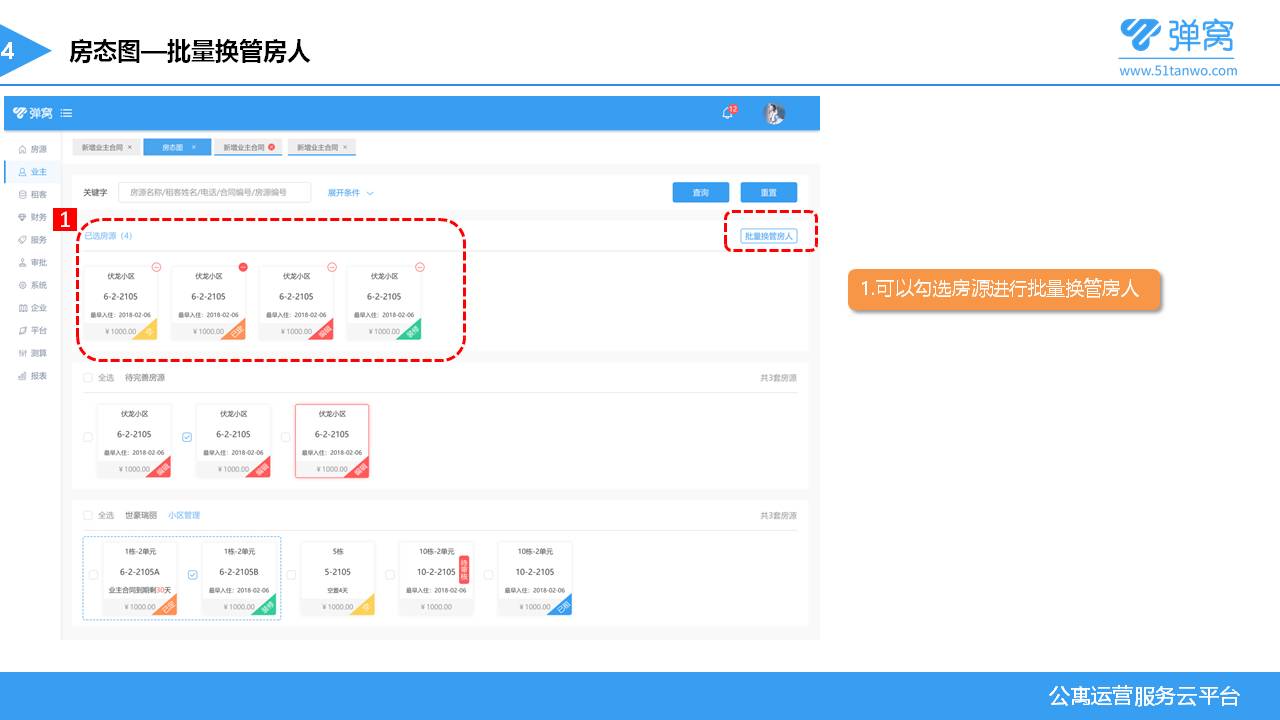 4
房态图—批量换管房人
弹窝
www.51tanwo.com
弹窝
12
房源
业主
租客
财务
服务
审批
系统
企业
平台
测算
报表
新增业主合同 ×
房态图 ×
新增业主合同
新增业主合同 ×
关键字
房源名称/租客姓名/电话/合同编号/房源编号
展开条件
查询
重置
1
已选房源（4）
批量换管房人
伏龙小区
6-2-2105
最早入住：2018-02-06
¥ 1000.00
伏龙小区
6-2-2105
最早入住：2018-02-06
¥ 1000.00 已定
伏龙小区
6-2-2105
最早入住：2018-02-06
¥ 1000.00 编辑
伏龙小区
6-2-2105
最早入住：2018-02-06
¥ 1000.00 装修
1.可以勾选房源进行批量换管房人
全选 待完善房源
共3套房源
伏龙小区
6-2-2105
最早入住：2018-02-06
¥ 1000.00 编辑
伏龙小区
6-2-2105
最早入住：2018-02-06
¥ 1000.00 编辑
伏龙小区
6-2-2105
最早入住：2018-02-06
¥ 1000.00 编辑
全选 世豪瑞丽 小区管理
共3套房源
1栋-2单元
6-2-2105A
业主合同到期剩30天
¥ 1000.00 已定
1栋-2单元
6-2-2105B
最早入住：2018-02-06
¥ 1000.00 装修
5栋
5-2105
空置4天
¥ 1000.00
10栋-2单元
10-2-2105
待审核
最早入住：2018-02-06
¥ 1000.00
10栋-2单元
10-2-2105
最早入住：2018-02-06
¥ 1000.00 已租
公寓运营服务云平台